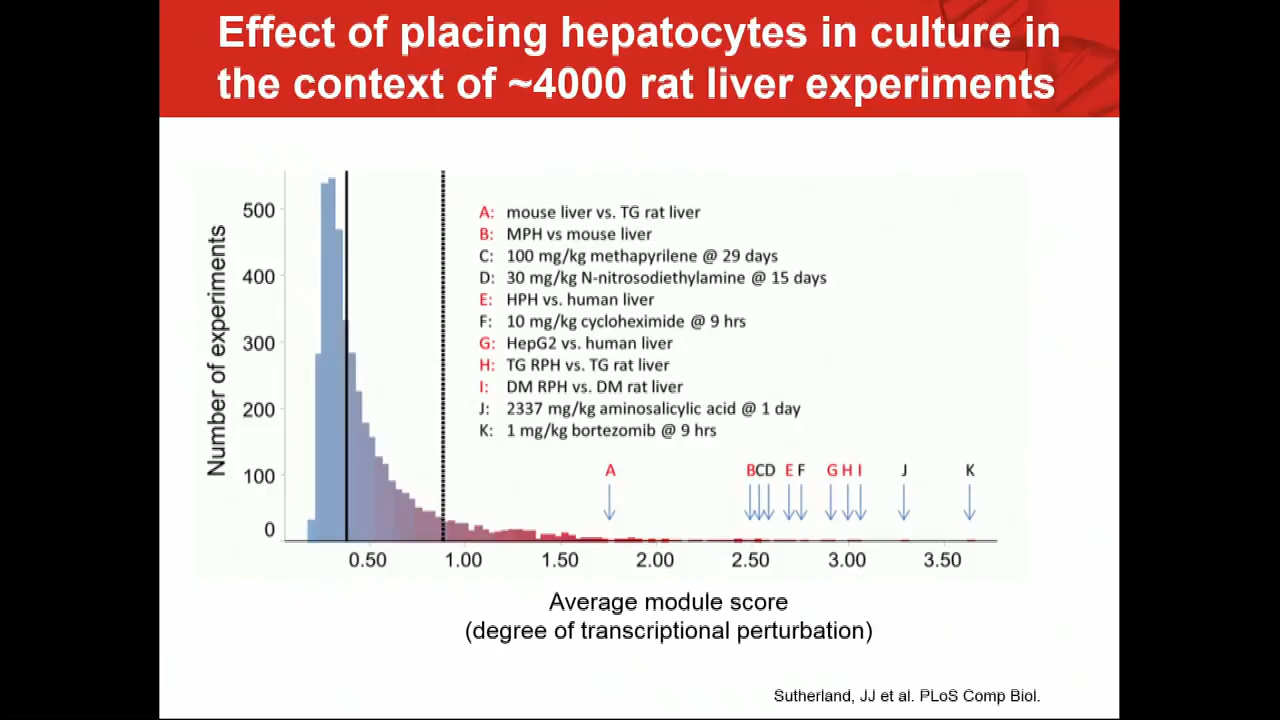 Effect of placing hepatocytes in culture in
the context of ~4000 rat liver experiments
Number of experiments
500
400
300
200
100
0
A: mouse liver vs. TG rat liver
B: MPH vs mouse liver
C: 100 mg/kg methapyrilene @ 29 days
D: 30 mg/kg N-nitrosodiethylamine @ 15 days
E: HPH vs. human liver
F: 10 mg/kg cycloheximide @ 9 hrs
G: HepG2 vs. human liver
H: TG RPH vs. TG rat liver
I: DM RPH vs. DM rat liver
J: 2337 mg/kg aminosalicylic acid @ 1 day
K: 1 mg/kg bortezomib @ 9 hrs
A B C D E F G H I J K
0.50 1.00 1.50 2.00 2.50 3.00 3.50
Average module score
(degree of transcriptional perturbation)
Sutherland, JJ et al. PLoS Comp Biol.